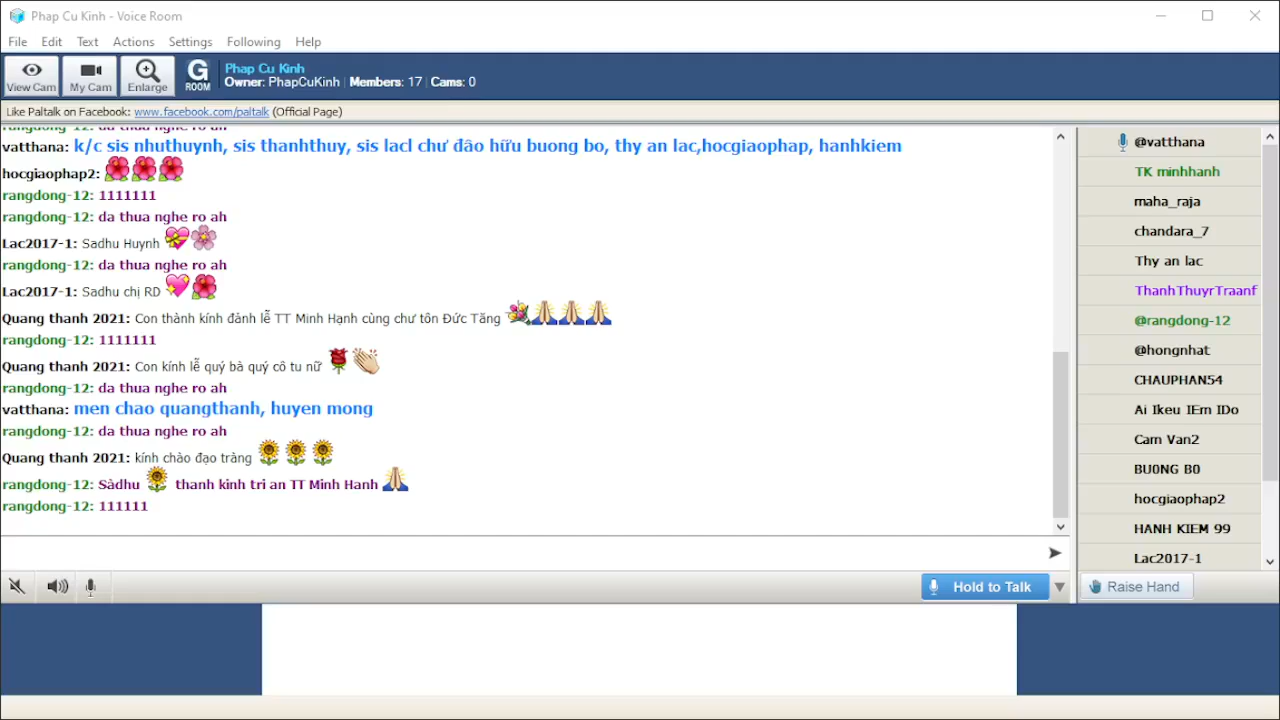 Phap Cu Kinh - Voice Room
File Edit Text Actions Settings Following Help
View Cam My Cam Enlarge G ROOM
Phap Cu Kinh
Owner: PhapCuKinh Members: 17 Cams: 0
Like Paltalk on Facebook: www.facebook.com/paltalk (Official Page)
rangdong-12: da thua nghe ro ah
vatthana: k/c sis nhuthuynh, sis thanhthuy, sis lacl chư đâo hữu buong bo, thy an lac,hocgiaophap, hanhkiem
hocgiaophap2:
rangdong-12: 1111111
rangdong-12: da thua nghe ro ah
Lac2017-1: Sadhu Huynh
rangdong-12: da thua nghe ro ah
Lac2017-1: Sadhu chị RD
Quang thanh 2021: Con thành kính đảnh lễ TT Minh Hạnh cùng chư tôn Đức Tăng
rangdong-12: 1111111
Quang thanh 2021: Con kính lễ quý bà quý cô tu nữ
rangdong-12: da thua nghe ro ah
vatthana: men chao quangthanh, huyen mong
rangdong-12: da thua nghe ro ah
Quang thanh 2021: kính chào đạo tràng
rangdong-12: Sàdhu thanh kinh tri an TT Minh Hanh
rangdong-12: 111111
Hold to Talk
@vatthana
TK minhhanh
maha_raja
chandara_7
Thy an lac
ThanhThuyrTraanf
@rangdong-12
@hongnhat
CHAUPHAN54
Ai Ikeu IEm IDo
Cam Van2
BU0NG B0
hocgiaophap2
HANH KIEM 99
Lac2017-1
Raise Hand